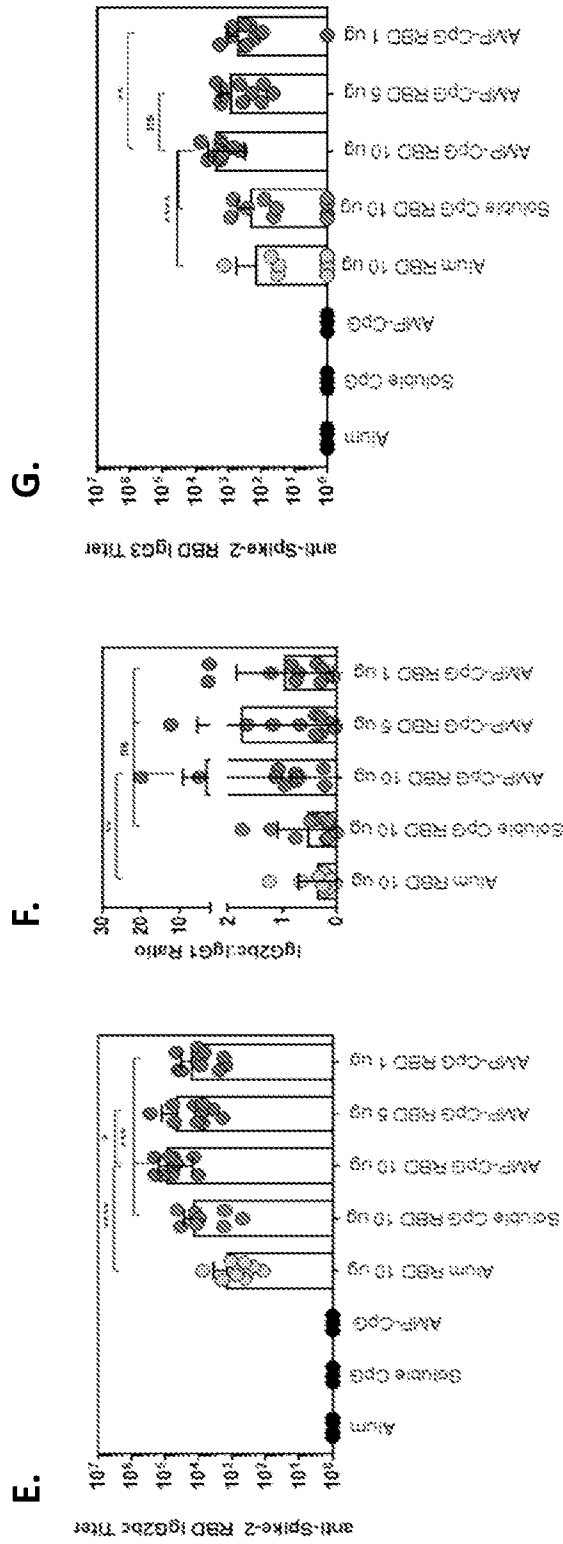 E.
anti-Spike-2 RBD IgG2bc Titer
10⁷
10⁶
10⁵
10⁴
10³
10²
10¹
10⁰
Alum
Soluble CpG
AMP-CpG
Alum RBD 10 ug
Soluble CpG RBD 10 ug
AMP-CpG RBD 10 ug
AMP-CpG RBD 5 ug
AMP-CpG RBD 1 ug
****
*
***
F.
IgG2bc:IgG1 Ratio
30
20
10
2
1
0
Alum RBD 10 ug
Soluble CpG RBD 10 ug
AMP-CpG RBD 10 ug
AMP-CpG RBD 5 ug
AMP-CpG RBD 1 ug
ns
G.
anti-Spike-2 RBD IgG3 Titer
10⁷
10⁶
10⁵
10⁴
10³
10²
10¹
10⁰
Alum
Soluble CpG
AMP-CpG
Alum RBD 10 ug
Soluble CpG RBD 10 ug
AMP-CpG RBD 10 ug
AMP-CpG RBD 5 ug
AMP-CpG RBD 1 ug
**
ns
****